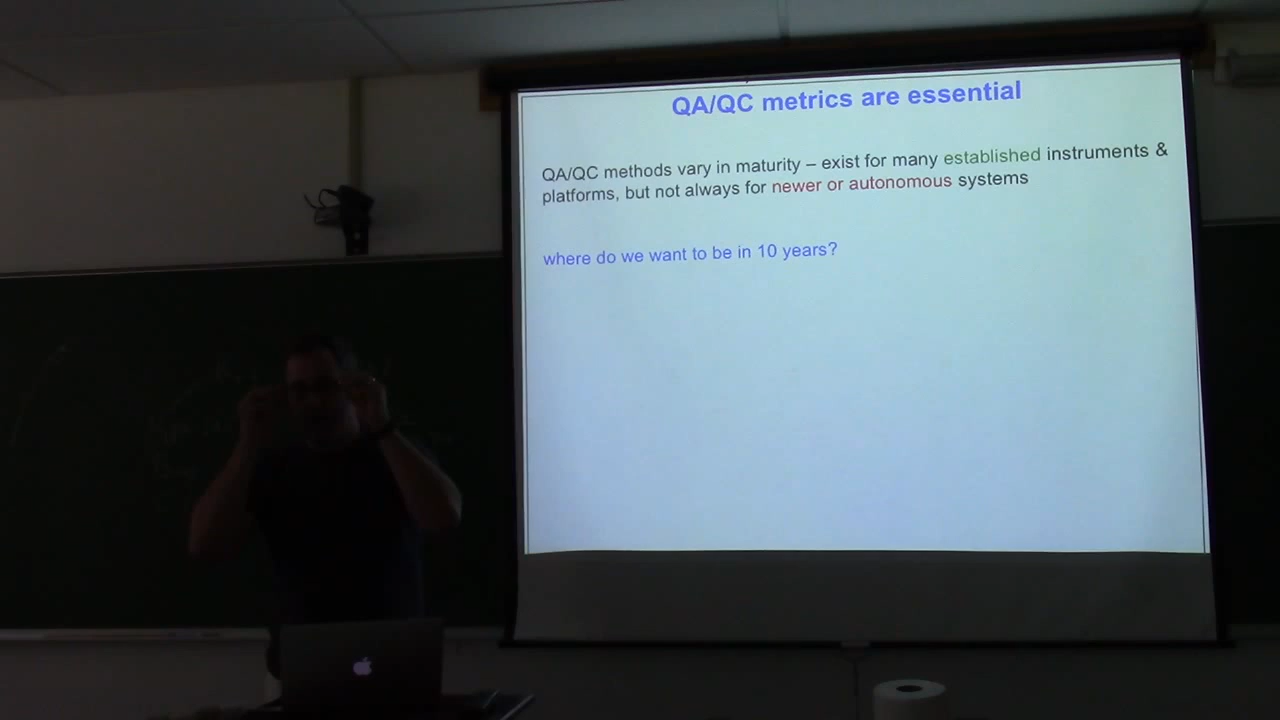 QA/QC metrics are essential
QA/QC methods vary in maturity – exist for many established instruments &
platforms, but not always for newer or autonomous systems
where do we want to be in 10 years?